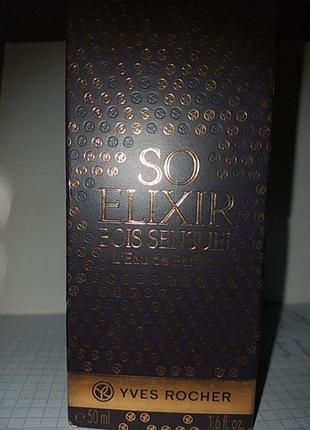 SO
ELIXIR
BOIS SENSUEL
L'Eau de Parfum
YVES ROCHER
e 50 ml 1.6 fl. oz.